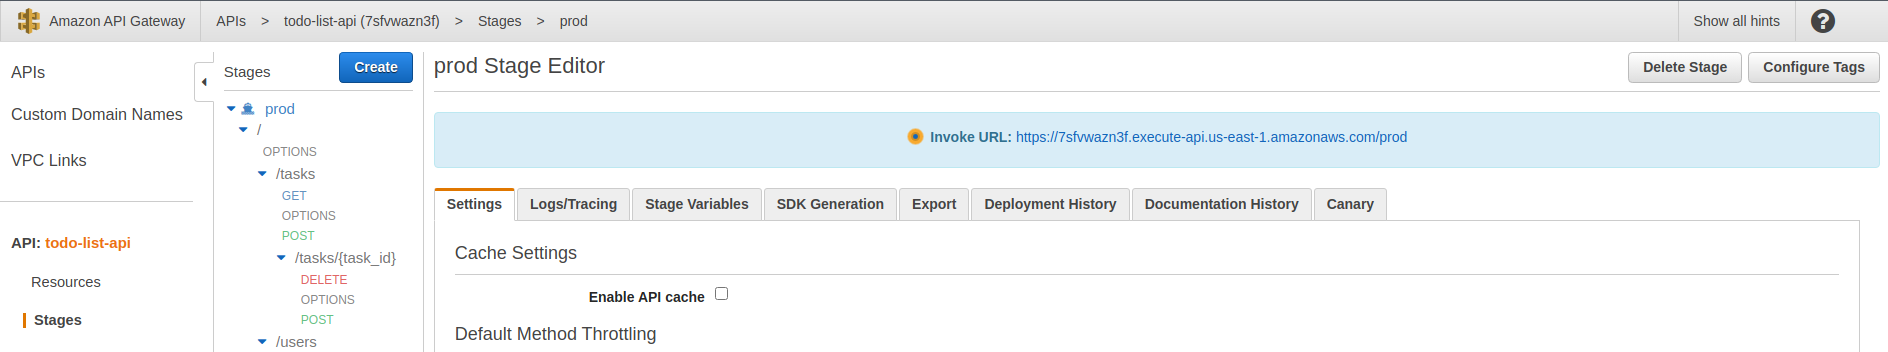 Amazon API Gateway APIs > todo-list-api (7sfvwazn3f) > Stages > prod Show all hints ?
APIs
Custom Domain Names
VPC Links
API: todo-list-api
Resources
Stages
Stages Create
prod
/
OPTIONS
/tasks
GET
OPTIONS
POST
/tasks/{task_id}
DELETE
OPTIONS
POST
/users
prod Stage Editor Delete Stage Configure Tags
Invoke URL: https://7sfvwazn3f.execute-api.us-east-1.amazonaws.com/prod
Settings Logs/Tracing Stage Variables SDK Generation Export Deployment History Documentation History Canary
Cache Settings
Enable API cache
Default Method Throttling